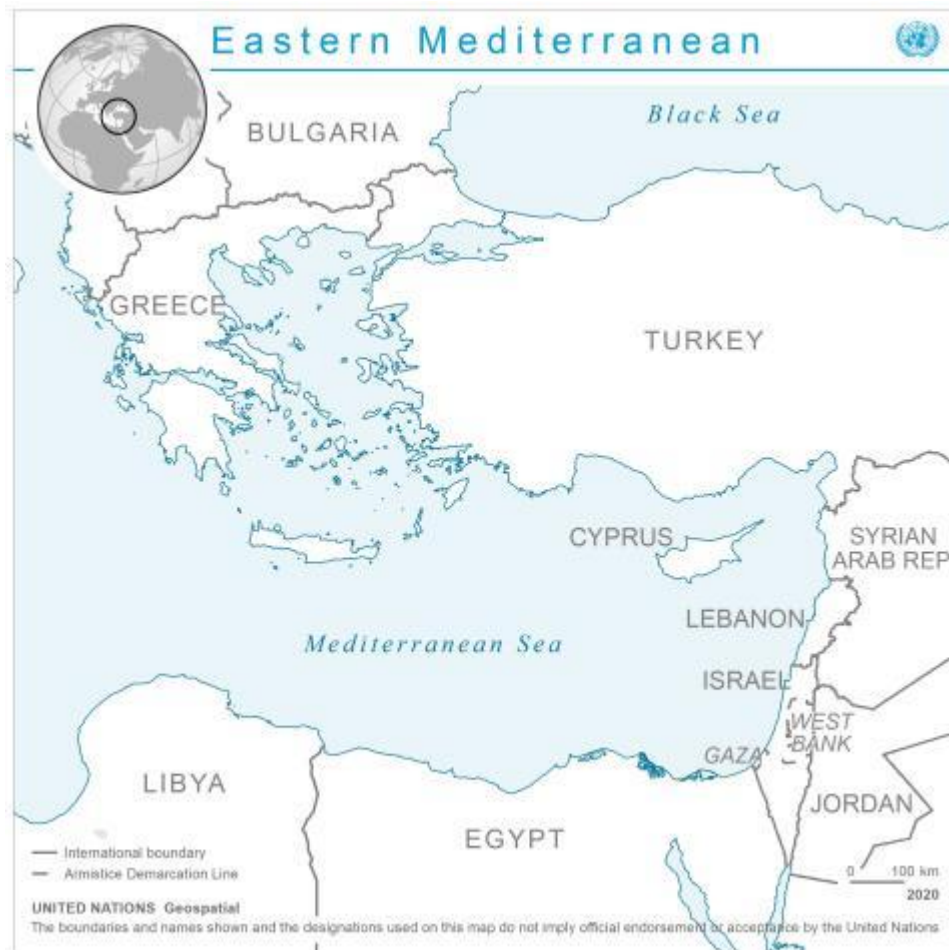 Eastern Mediterranean
Black Sea
BULGARIA
GREECE
TURKEY
CYPRUS
SYRIAN
ARAB REP
LEBANON
Mediterranean Sea
ISRAEL
WEST
BANK
GAZA
LIBYA
JORDAN
EGYPT
International boundary
Armistice Demarcation Line
0 100 km
2020
UNITED NATIONS Geospatial
The boundaries and names shown and the designations used on this map do not imply official endorsement or acceptance by the United Nations